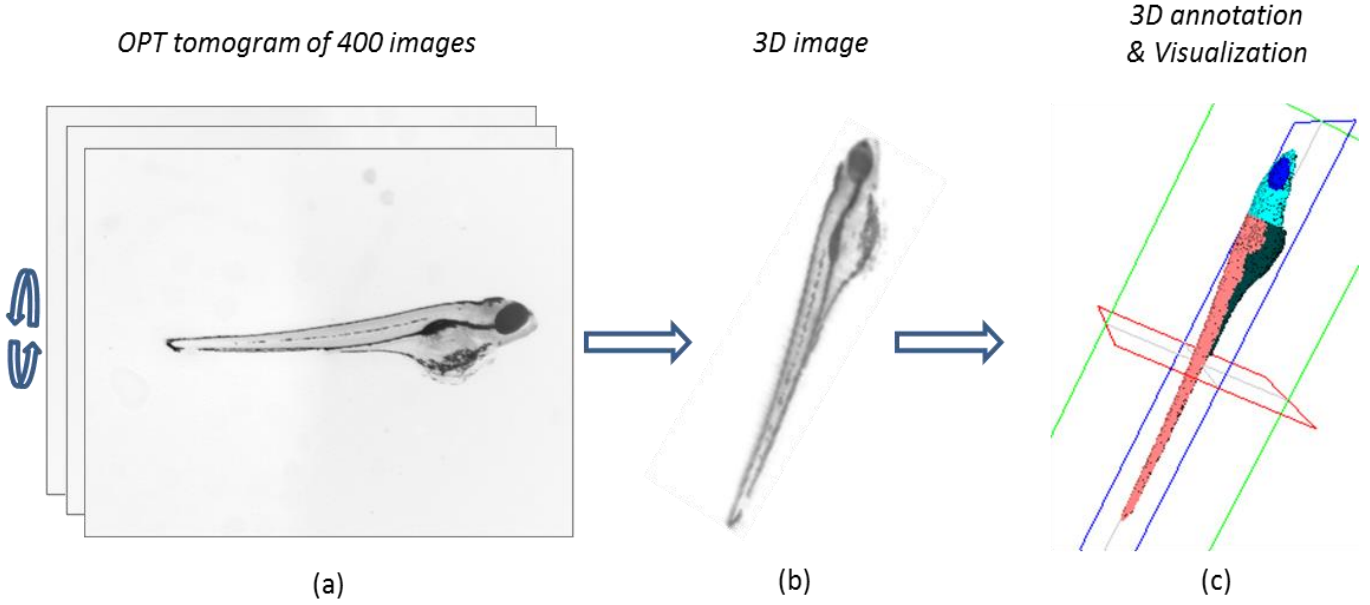 OPT tomogram of 400 images
3D image
3D annotation
& Visualization
(a)
(b)
(c)